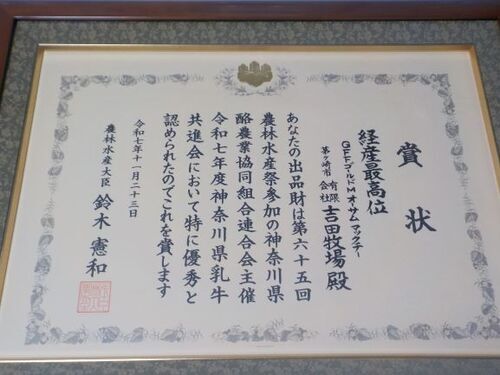 賞状
経産最高位
GFFゴールドMオーサム マックチー
茅ヶ崎市 有限会社 吉田牧場殿
あなたの出品財は第六十五回
農林水産祭参加の神奈川県
酪農業協同組合連合会主催
令和七年度神奈川県乳牛
共進会において特に優秀と
認められたのでこれを賞します
令和七年十一月二十三日
農林水産大臣 鈴木憲和